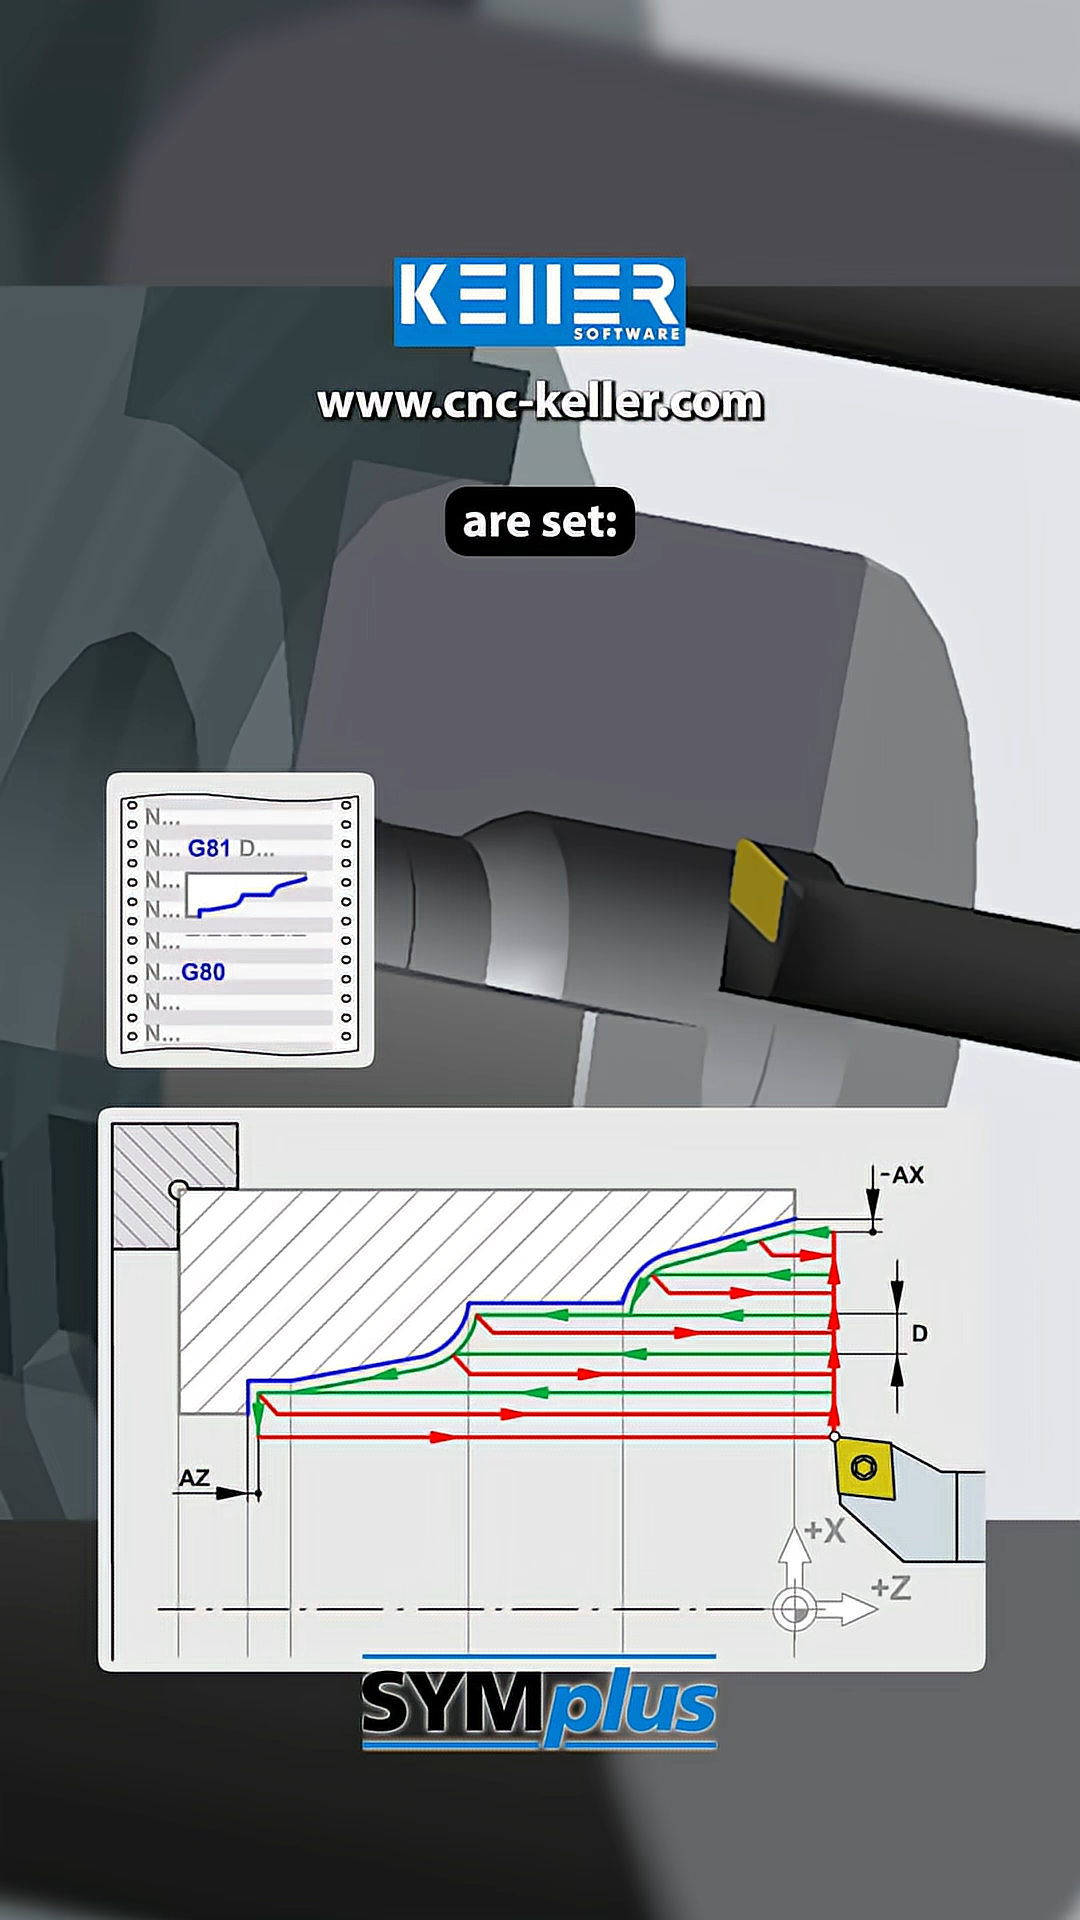 KELLER
SOFTWARE
www.cnc-keller.com
are set:
N...
N... G81 D...
N...
N...
N...
N...G80
N...
N...
-AX
D
AZ
+X
+Z
SYMplus